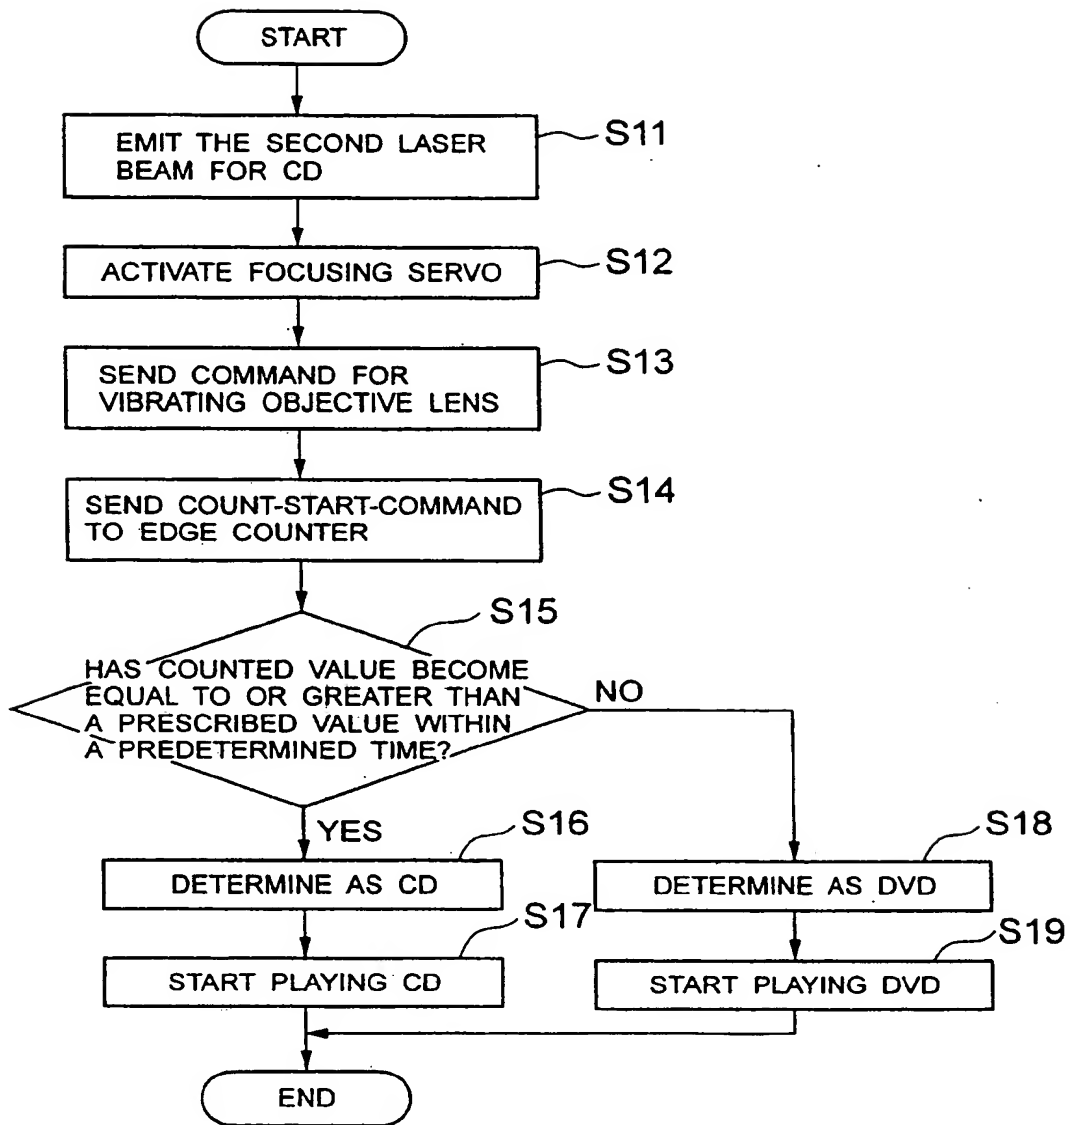 START
EMIT THE SECOND LASER
BEAM FOR CD
S11
ACTIVATE FOCUSING SERVO
S12
SEND COMMAND FOR
VIBRATING OBJECTIVE LENS
S13
SEND COUNT-START-COMMAND
TO EDGE COUNTER
S14
S15
HAS COUNTED VALUE BECOME
EQUAL TO OR GREATER THAN
A PRESCRIBED VALUE WITHIN
A PREDETERMINED TIME?
NO
YES
S16
DETERMINE AS CD
S17
START PLAYING CD
S18
DETERMINE AS DVD
S19
START PLAYING DVD
END